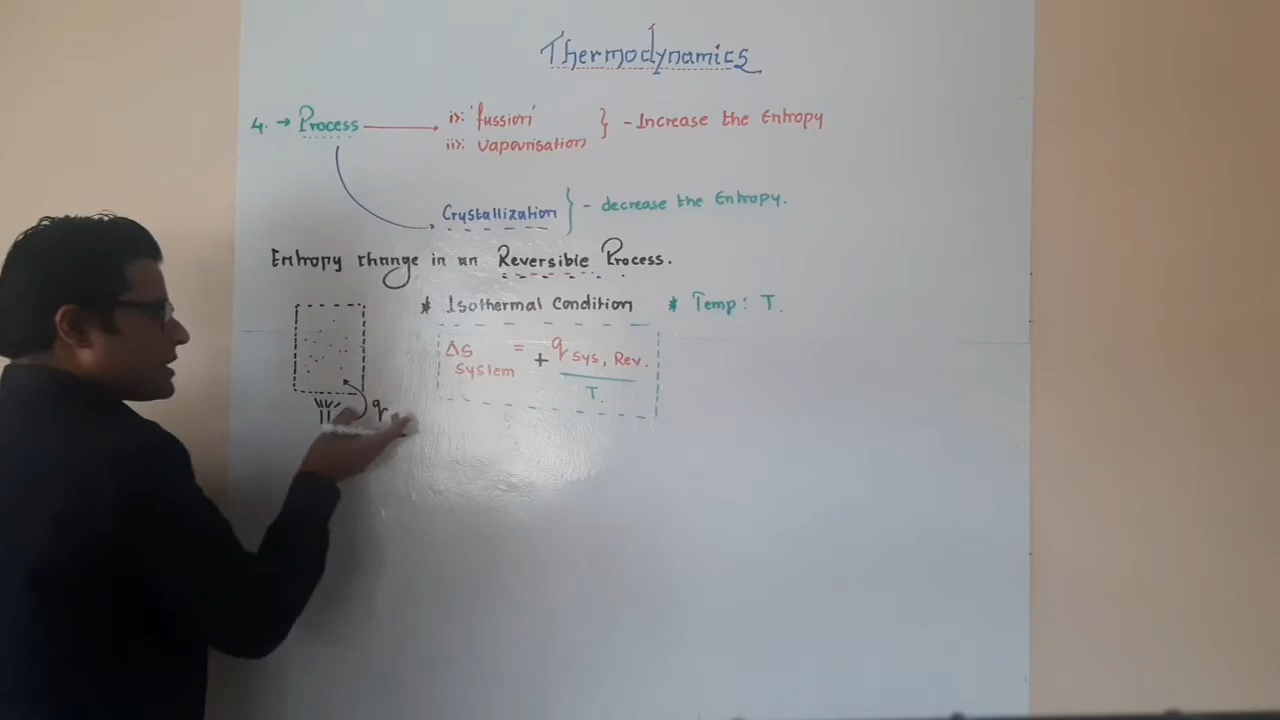 Thermodynamics
4. → Process → i>: 'fussion' } - Increase the Entropy
ii>: vapourisation
Crystallization } - decrease the Entropy.
Entropy change in an Reversible Process.
* Isothermal Condition * Temp: T.
ΔS system = + q sys, Rev.
T.
q